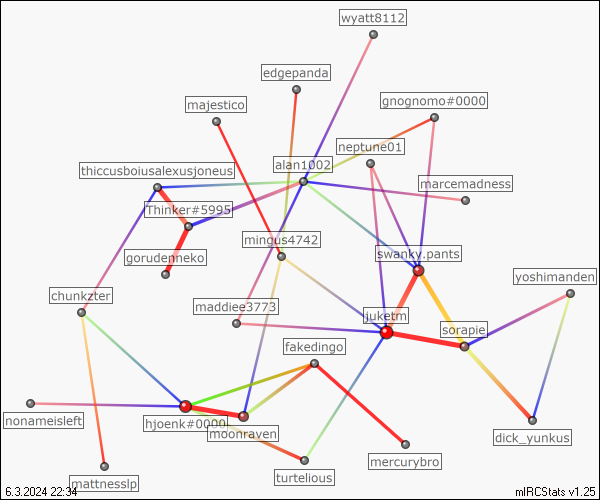 wyatt8112
edgepanda
majestico
gnognomo#0000
neptune01
alan1002
thiccusboiusalexusjoneus
marcemadness
Thinker#5995
mingus4742
swanky.pants
gorudenneko
yoshimanden
chunkzter
maddiee3773
juketm
sorapie
fakedingo
nonameisleft
hjoenk#0000
moonraven
dick_yunkus
mercurybro
turtelious
mattnesslp
6.3.2024 22:34
mIRCStats v1.25